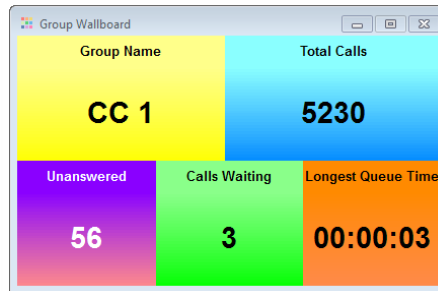 Group Wallboard
Group Name
Total Calls
CC 1
5230
Unanswered
Calls Waiting
Longest Queue Time
56
3
00:00:03